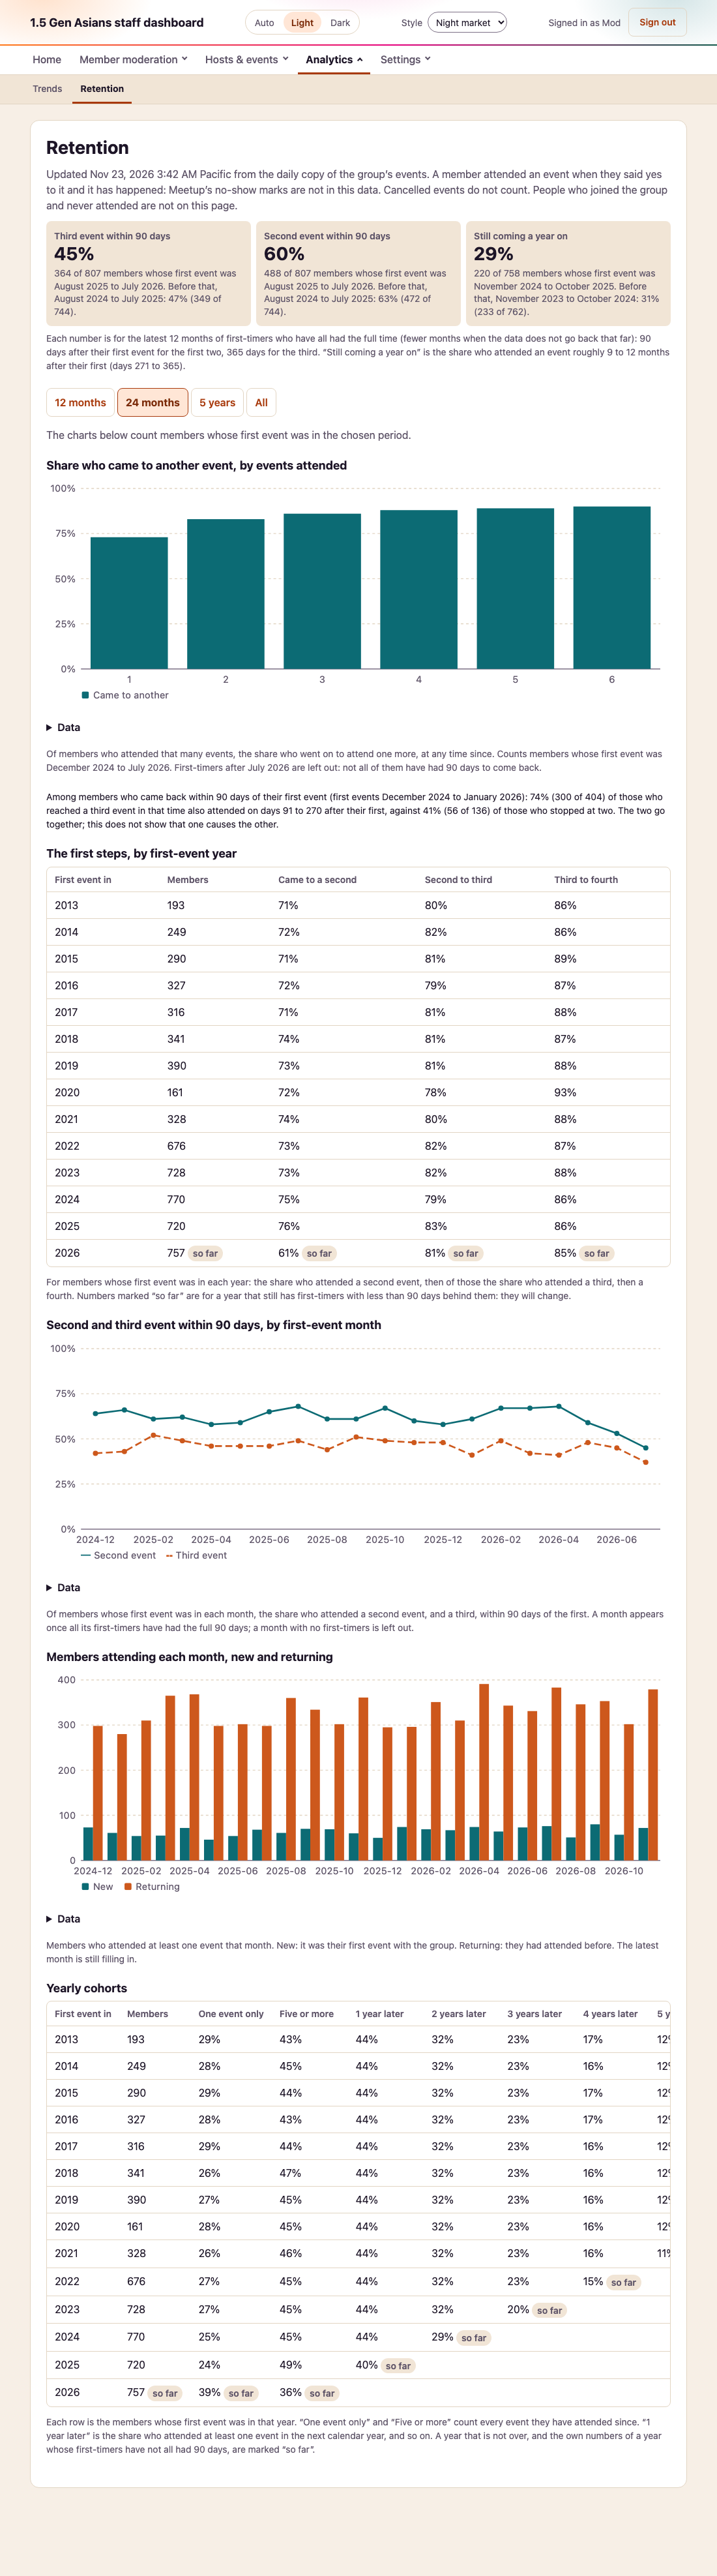 1.5 Gen Asians staff dashboard
Auto Light Dark
Style Night market
Signed in as Mod
Sign out
Home Member moderation Hosts & events Analytics Settings
Trends Retention
Retention
Updated Nov 23, 2026 3:42 AM Pacific from the daily copy of the group's events. A member attended an event when they said yes
to it and it has happened: Meetup's no-show marks are not in this data. Cancelled events do not count. People who joined the group
and never attended are not on this page.
Third event within 90 days
45%
364 of 807 members whose first event was
August 2025 to July 2026. Before that,
August 2024 to July 2025: 47% (349 of
744).
Second event within 90 days
60%
488 of 807 members whose first event was
August 2025 to July 2026. Before that,
August 2024 to July 2025: 63% (472 of
744).
Still coming a year on
29%
220 of 758 members whose first event was
November 2024 to October 2025. Before
that, November 2023 to October 2024: 31%
(233 of 762).
Each number is for the latest 12 months of first-timers who have all had the full time (fewer months when the data does not go back that far): 90
days after their first event for the first two, 365 days for the third. “Still coming a year on” is the share who attended an event roughly 9 to 12 months
after their first (days 271 to 365).
12 months 24 months 5 years All
The charts below count members whose first event was in the chosen period.
Share who came to another event, by events attended
100%
75%
50%
25%
0%
1 2 3 4 5 6
Came to another
Data
Of members who attended that many events, the share who went on to attend one more, at any time since. Counts members whose first event was
December 2024 to July 2026. First-timers after July 2026 are left out: not all of them have had 90 days to come back.
Among members who came back within 90 days of their first event (first events December 2024 to January 2026): 74% (300 of 404) of those who
reached a third event in that time also attended on days 91 to 270 after their first, against 41% (56 of 136) of those who stopped at two. The two go
together; this does not show that one causes the other.
The first steps, by first-event year
First event in Members Came to a second Second to third Third to fourth
2013 193 71% 80% 86%
2014 249 72% 82% 86%
2015 290 71% 81% 89%
2016 327 72% 79% 87%
2017 316 71% 81% 88%
2018 341 74% 81% 87%
2019 390 73% 81% 88%
2020 161 72% 78% 93%
2021 328 74% 80% 88%
2022 676 73% 82% 87%
2023 728 73% 82% 88%
2024 770 75% 79% 86%
2025 720 76% 83% 86%
2026 757 so far 61% so far 81% so far 85% so far
For members whose first event was in each year: the share who attended a second event, then of those the share who attended a third, then a
fourth. Numbers marked “so far” are for a year that still has first-timers with less than 90 days behind them: they will change.
Second and third event within 90 days, by first-event month
100%
75%
50%
25%
0%
2024-12 2025-02 2025-04 2025-06 2025-08 2025-10 2025-12 2026-02 2026-04 2026-06
Second event Third event
Data
Of members whose first event was in each month, the share who attended a second event, and a third, within 90 days of the first. A month appears
once all its first-timers have had the full 90 days; a month with no first-timers is left out.
Members attending each month, new and returning
400
300
200
100
0
2024-12 2025-02 2025-04 2025-06 2025-08 2025-10 2025-12 2026-02 2026-04 2026-06 2026-08 2026-10
New Returning
Data
Members who attended at least one event that month. New: it was their first event with the group. Returning: they had attended before. The latest
month is still filling in.
Yearly cohorts
First event in Members One event only Five or more 1 year later 2 years later 3 years later 4 years later 5 y
2013 193 29% 43% 44% 32% 23% 17% 12%
2014 249 28% 45% 44% 32% 23% 16% 12%
2015 290 29% 44% 44% 32% 23% 17% 12%
2016 327 28% 43% 44% 32% 23% 17% 12%
2017 316 29% 44% 44% 32% 23% 16% 12%
2018 341 26% 47% 44% 32% 23% 16% 12%
2019 390 27% 45% 44% 32% 23% 16% 12%
2020 161 28% 45% 44% 32% 23% 16% 12%
2021 328 26% 46% 44% 32% 23% 16% 11%
2022 676 27% 45% 44% 32% 23% 15% so far
2023 728 27% 45% 44% 32% 20% so far
2024 770 25% 45% 44% 29% so far
2025 720 24% 49% 40% so far
2026 757 so far 39% so far 36% so far
Each row is the members whose first event was in that year. “One event only” and “Five or more” count every event they have attended since. “1
year later” is the share who attended at least one event in the next calendar year, and so on. A year that is not over, and the own numbers of a year
whose first-timers have not all had 90 days, are marked “so far”.